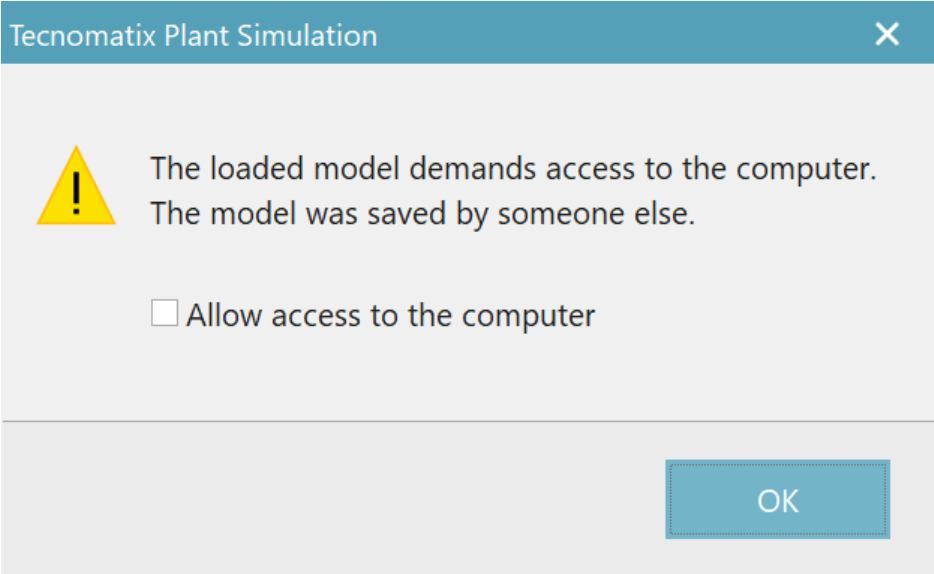 Tecnomatix Plant Simulation
The loaded model demands access to the computer.
The model was saved by someone else.
Allow access to the computer
OK